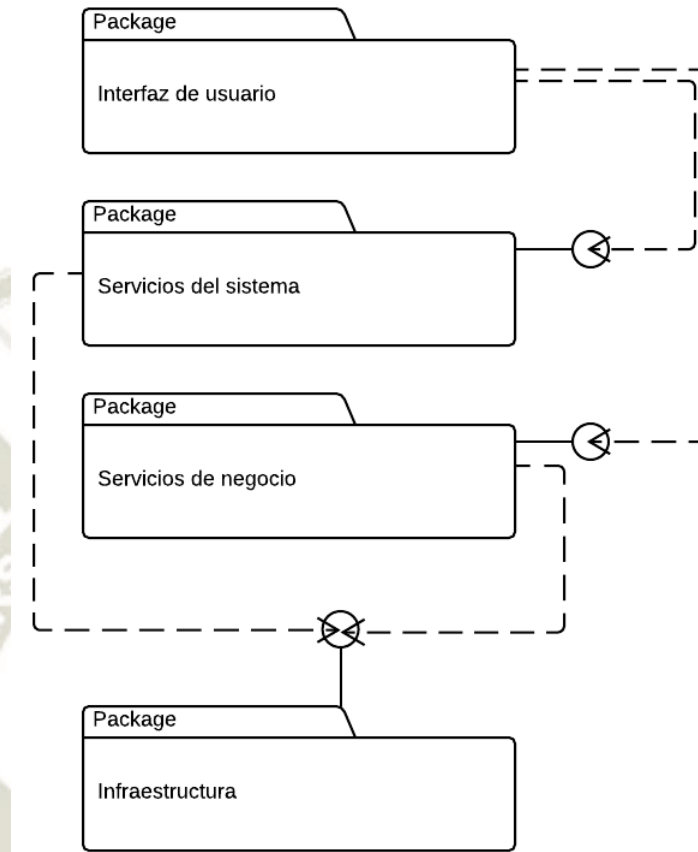 Package
Interfaz de usuario
Package
Servicios del sistema
Package
Servicios de negocio
Package
Infraestructura